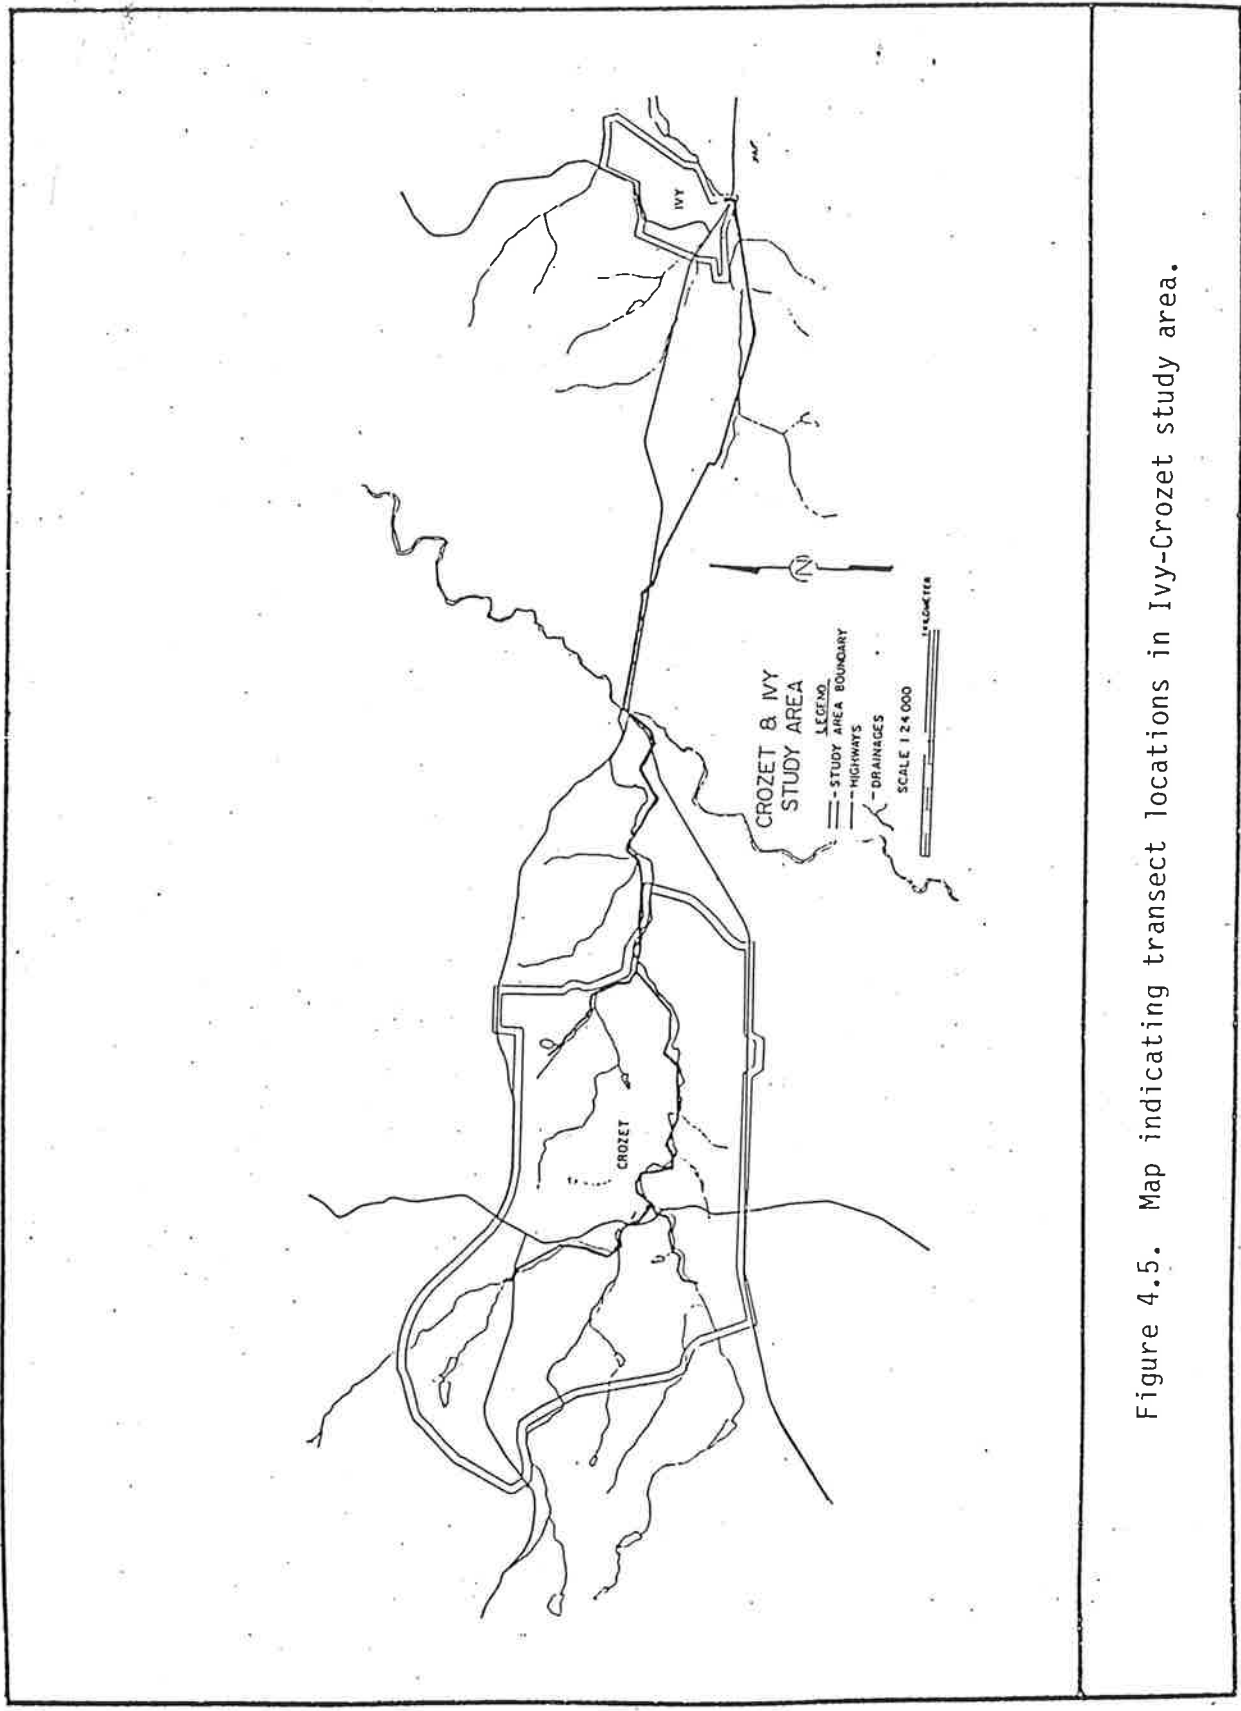 IVY
CROZET
CROZET & IVY
STUDY AREA
LEGEND
- STUDY AREA BOUNDARY
- HIGHWAYS
- DRAINAGES
SCALE 1 24 000
KILOMETER
N
Figure 4.5. Map indicating transect locations in Ivy-Crozet study area.